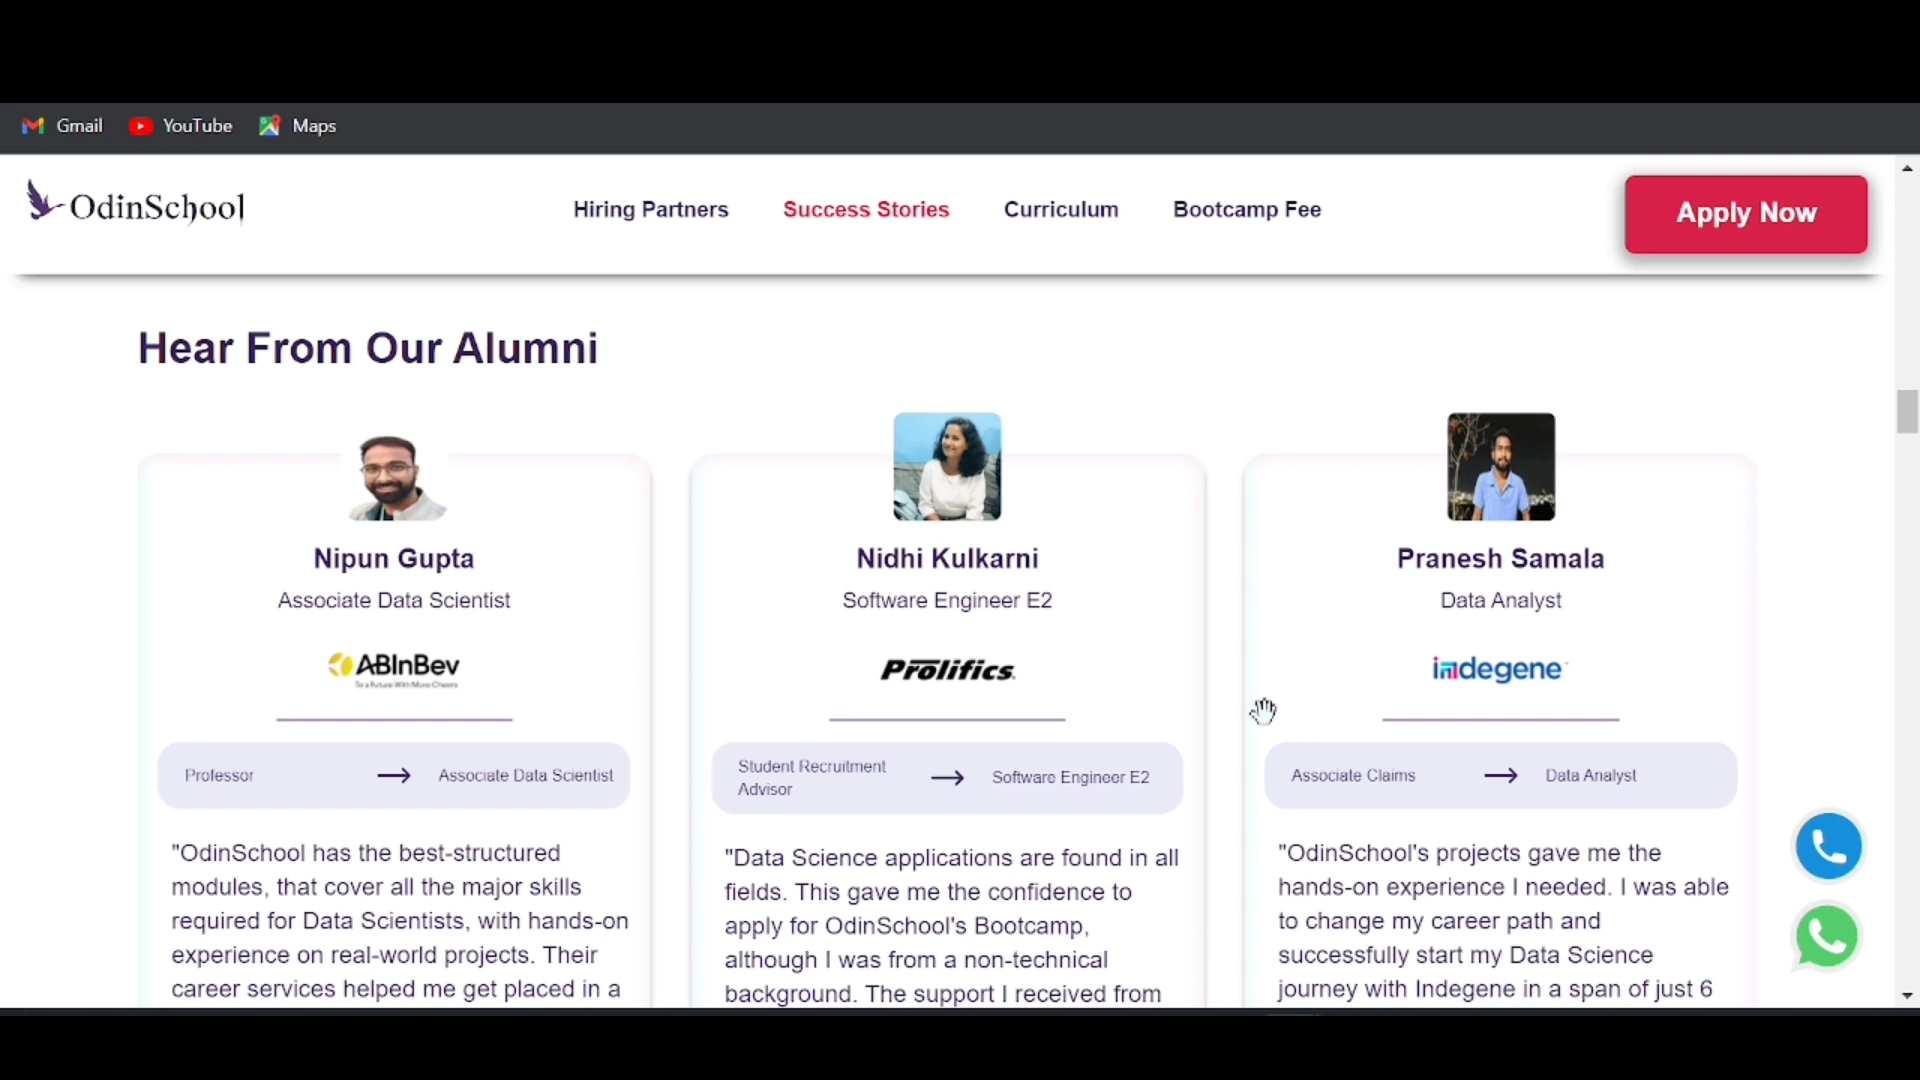 Gmail YouTube Maps
OdinSchool Hiring Partners Success Stories Curriculum Bootcamp Fee Apply Now
Hear From Our Alumni
Nipun Gupta
Associate Data Scientist
ABInBev
To a Future With More Cheers
Professor → Associate Data Scientist
"OdinSchool has the best-structured
modules, that cover all the major skills
required for Data Scientists, with hands-on
experience on real-world projects. Their
career services helped me get placed in a
Nidhi Kulkarni
Software Engineer E2
Prolifics.
Student Recruitment
Advisor → Software Engineer E2
"Data Science applications are found in all
fields. This gave me the confidence to
apply for OdinSchool's Bootcamp,
although I was from a non-technical
background. The support I received from
Pranesh Samala
Data Analyst
indegene™
Associate Claims → Data Analyst
"OdinSchool's projects gave me the
hands-on experience I needed. I was able
to change my career path and
successfully start my Data Science
journey with Indegene in a span of just 6